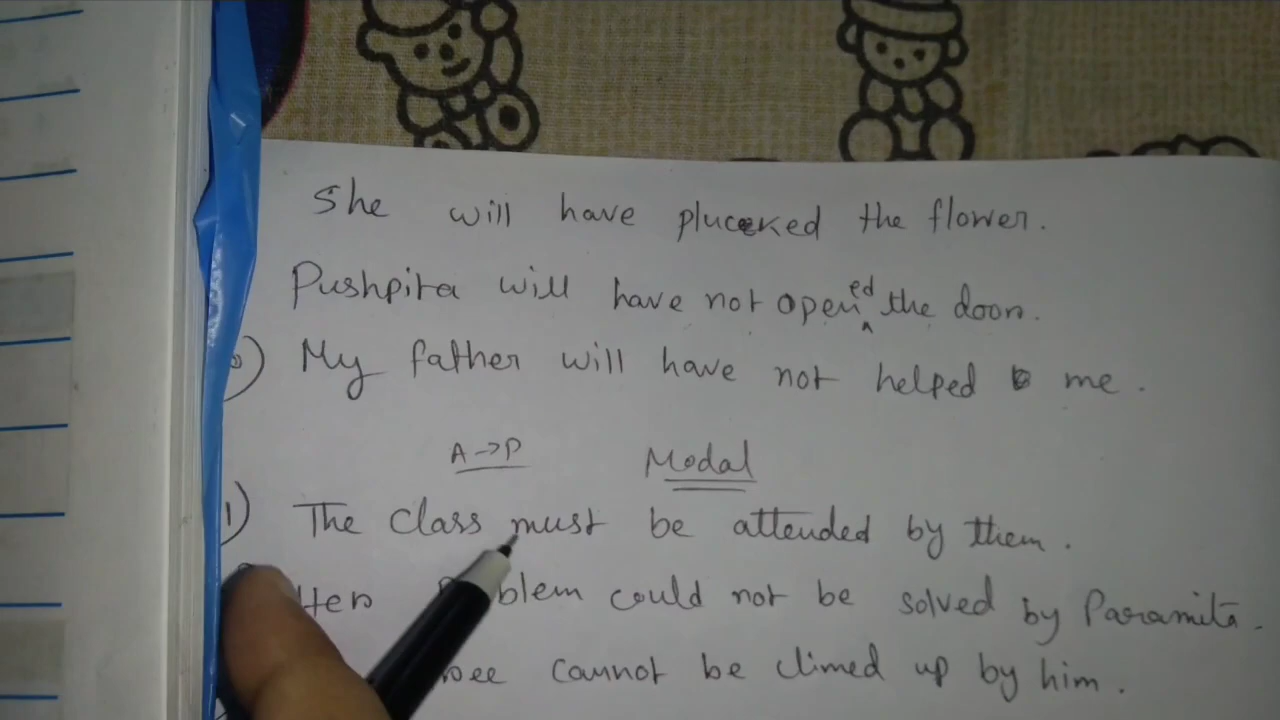 She will have plucked the flower.
Pushpita will have not opened the door.
My father will have not helped me.
A → P Modal
1) The class must be attended by them.
Her could not be solved by Paramita.
cannot be climed up by him.